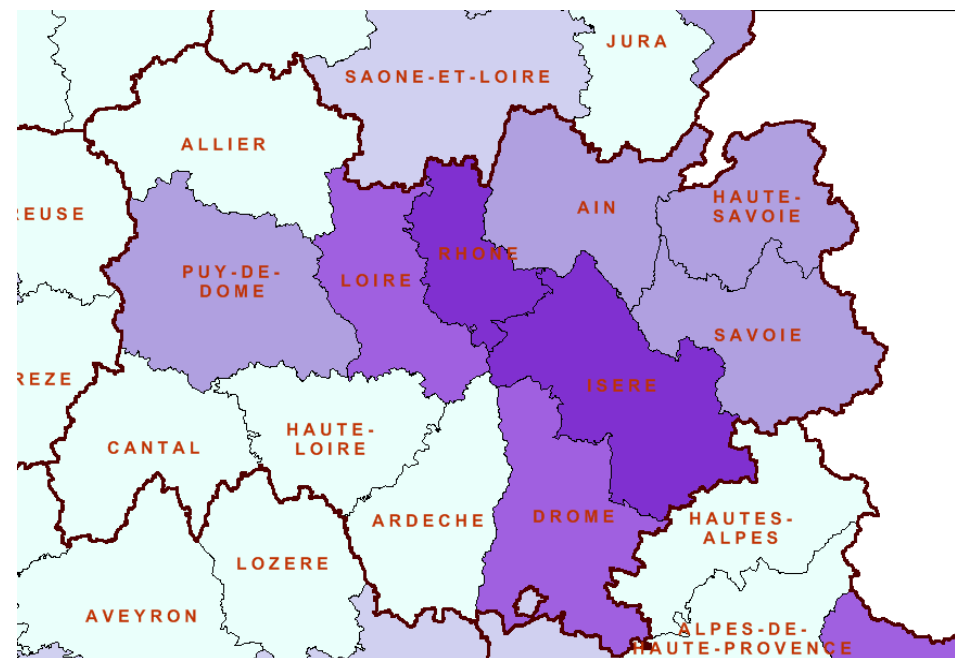 JURA
SAONE-ET-LOIRE
ALLIER
HAUTE-
SAVOIE
AIN
REUSE
RHONE
PUY-DE-
DOME
LOIRE
SAVOIE
REZE
ISERE
HAUTE-
LOIRE
CANTAL
ARDECHE
DROME
HAUTES-
ALPES
LOZERE
AVEYRON
ALPES-DE-
HAUTE-PROVENCE